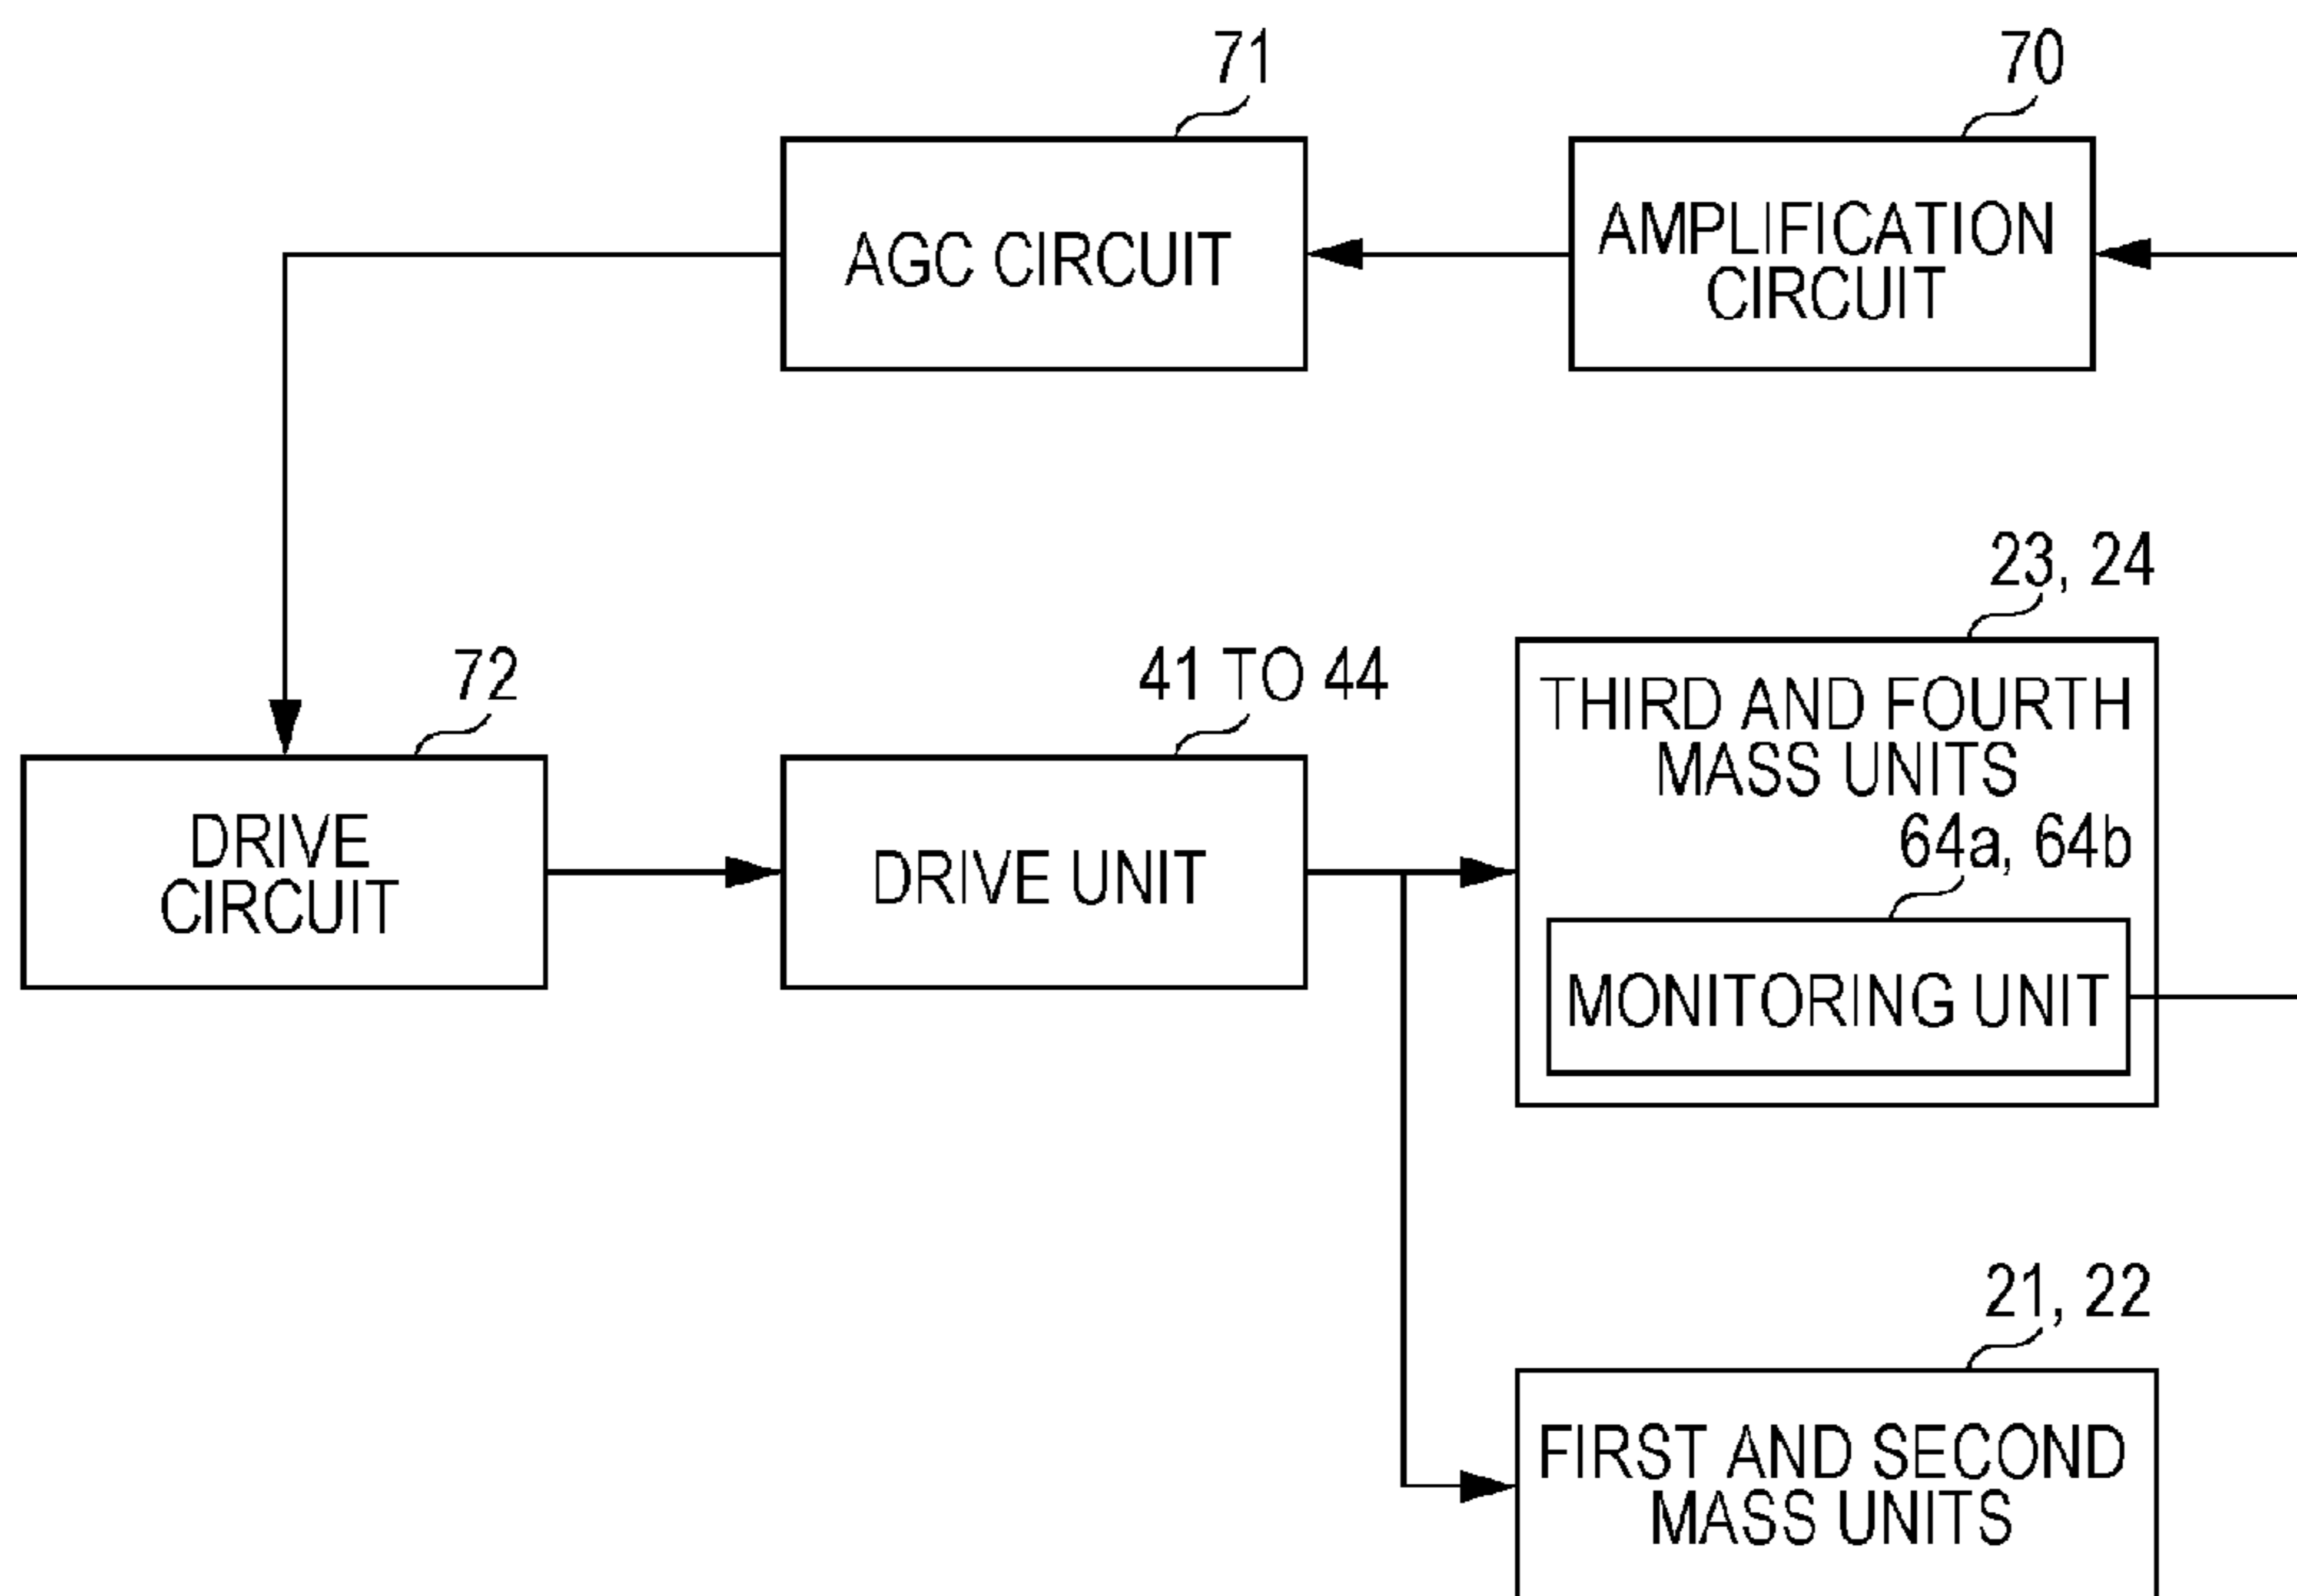 71
70
AGC CIRCUIT
AMPLIFICATION
CIRCUIT
23, 24
72
41 TO 44
THIRD AND FOURTH
MASS UNITS
64a, 64b
DRIVE
CIRCUIT
DRIVE UNIT
MONITORING UNIT
21, 22
FIRST AND SECOND
MASS UNITS